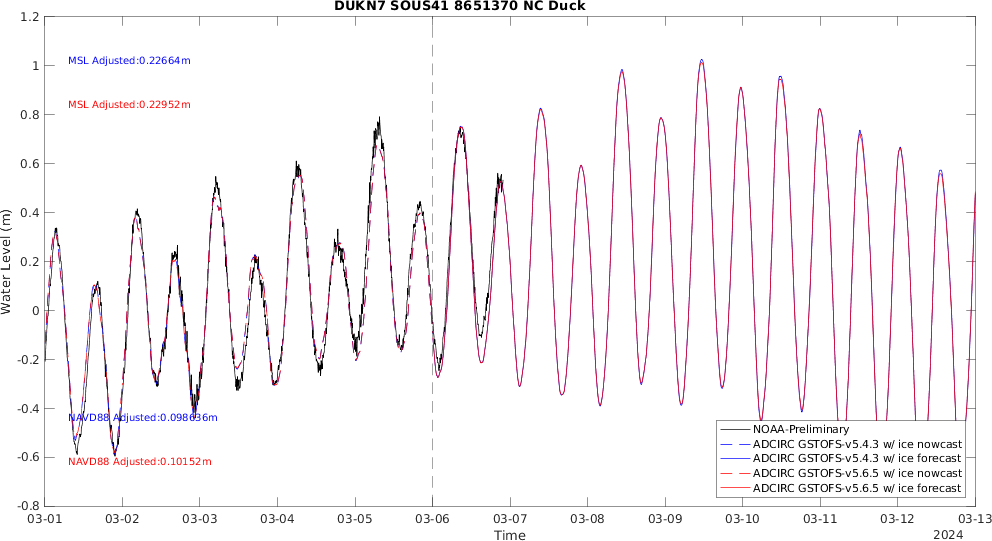 DUKN7 SOUS41 8651370 NC Duck
1.2
1
0.8
0.6
0.4
0.2
0
-0.2
-0.4
-0.6
-0.8
Water Level (m)
MSL Adjusted:0.22664m
MSL Adjusted:0.22952m
NAVD88 Adjusted:0.098636m
NAVD88 Adjusted:0.10152m
NOAA-Preliminary
ADCIRC GSTOFS-v5.4.3 w/ ice nowcast
ADCIRC GSTOFS-v5.4.3 w/ ice forecast
ADCIRC GSTOFS-v5.6.5 w/ ice nowcast
ADCIRC GSTOFS-v5.6.5 w/ ice forecast
03-01 03-02 03-03 03-04 03-05 03-06 03-07 03-08 03-09 03-10 03-11 03-12 03-13
Time
2024